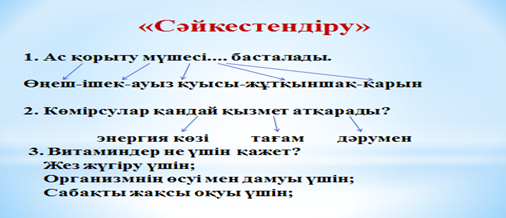 «Сәйкестендіру»
1. Ас қорыту мүшесі.... басталады.
Өңеш-ішек-ауыз қуысы-жұтқыншақ-қарын
2. Көмірсулар қандай қызмет атқарады?
энергия көзі тағам дәрумен
3. Витаминдер не үшін қажет?
Жез жүгіру үшін;
Организмнің өсуі мен дамуы үшін;
Сабақты жақсы оқуы үшін;